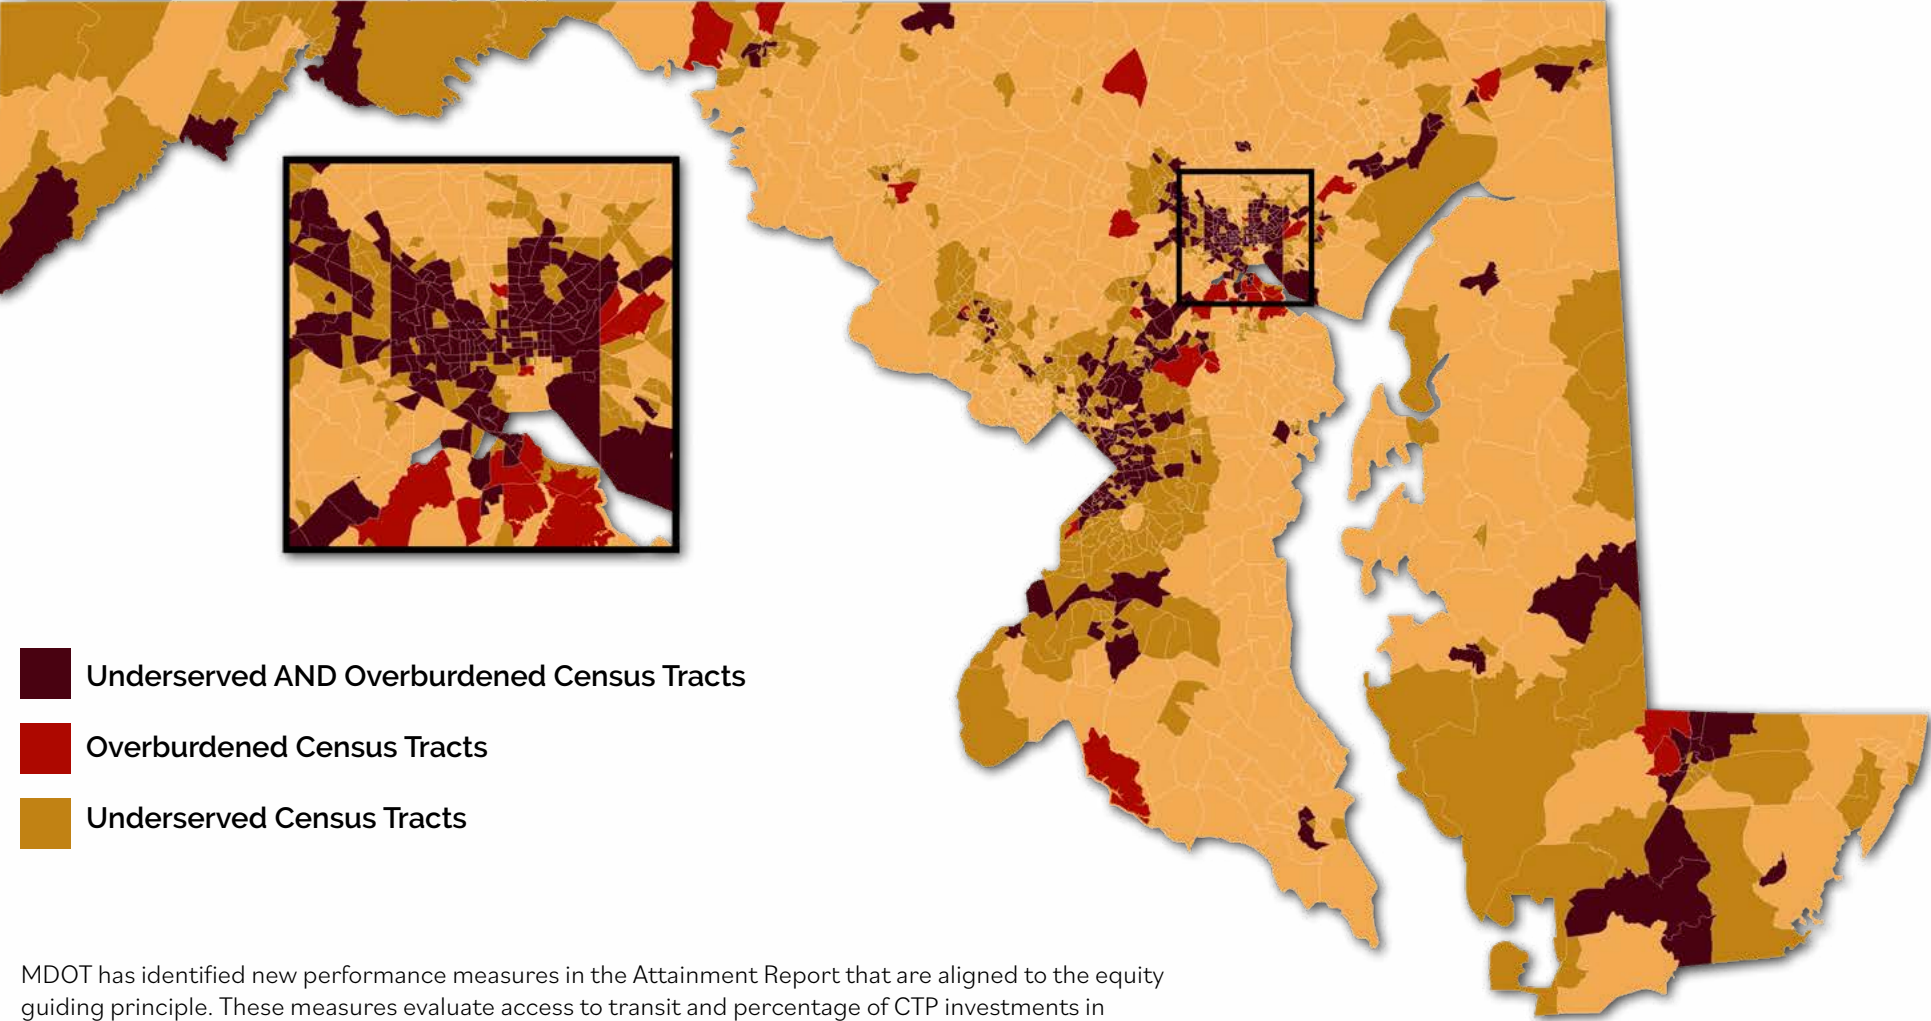 Underserved AND Overburdened Census Tracts
Overburdened Census Tracts
Underserved Census Tracts
MDOT has identified new performance measures in the Attainment Report that are aligned to the equity
guiding principle. These measures evaluate access to transit and percentage of CTP investments in